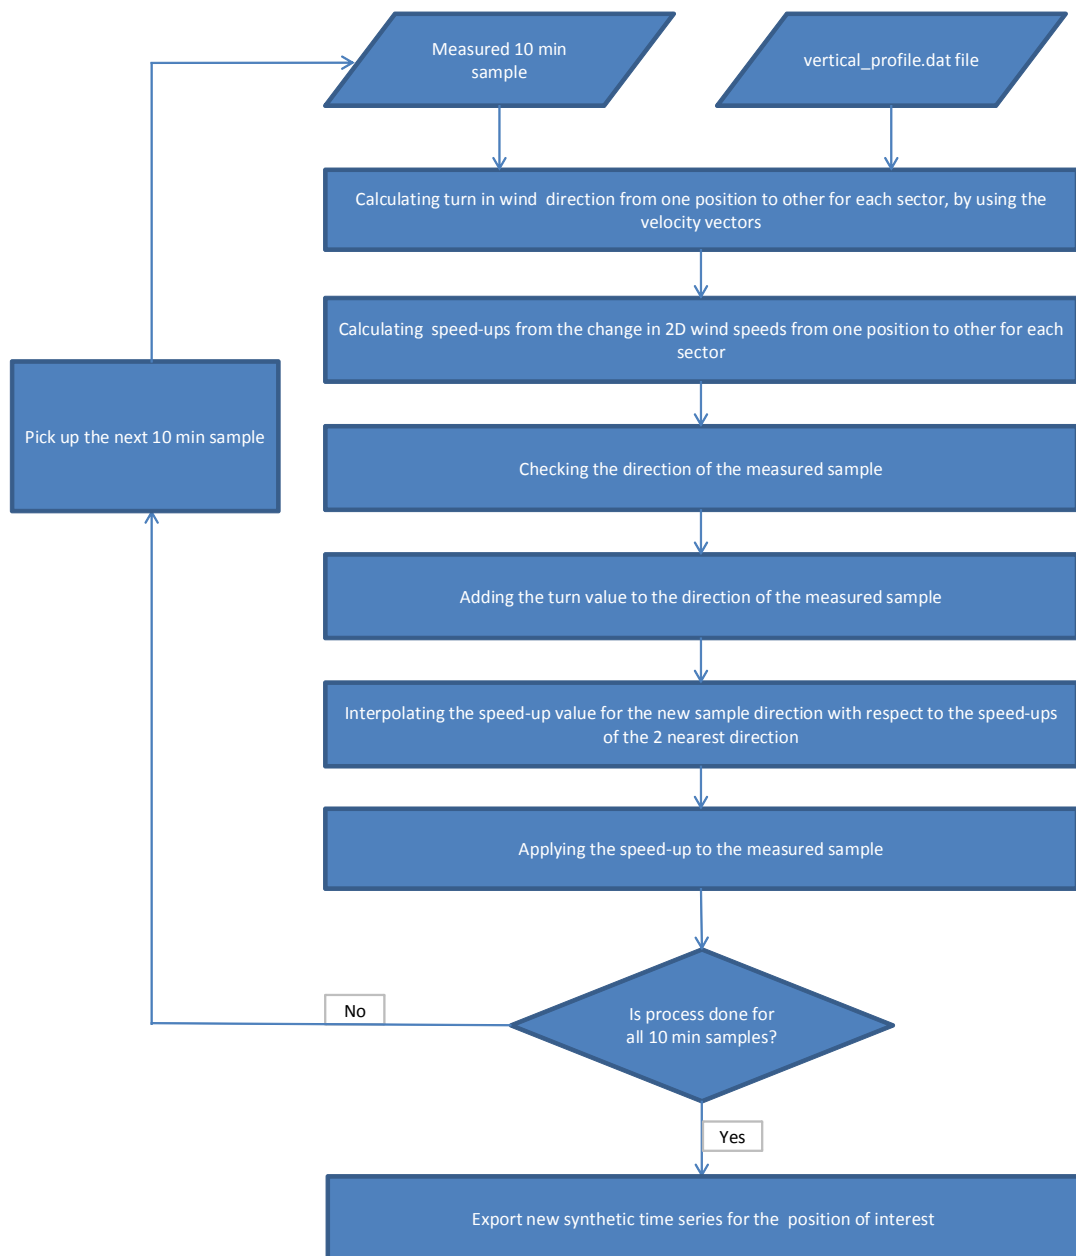 Measured 10 min
sample
vertical_profile.dat file
Calculating turn in wind  direction from one position to other for each sector, by using the
velocity vectors
Calculating  speed-ups from the change in 2D wind speeds from one position to other for each
sector
Pick up the next 10 min sample
Checking the direction of the measured sample
Adding the turn value to the direction of the measured sample
Interpolating the speed-up value for the new sample direction with respect to the speed-ups
of the 2 nearest direction
Applying the speed-up to the measured sample
Is process done for
all 10 min samples?
No
Yes
Export new synthetic time series for the  position of interest